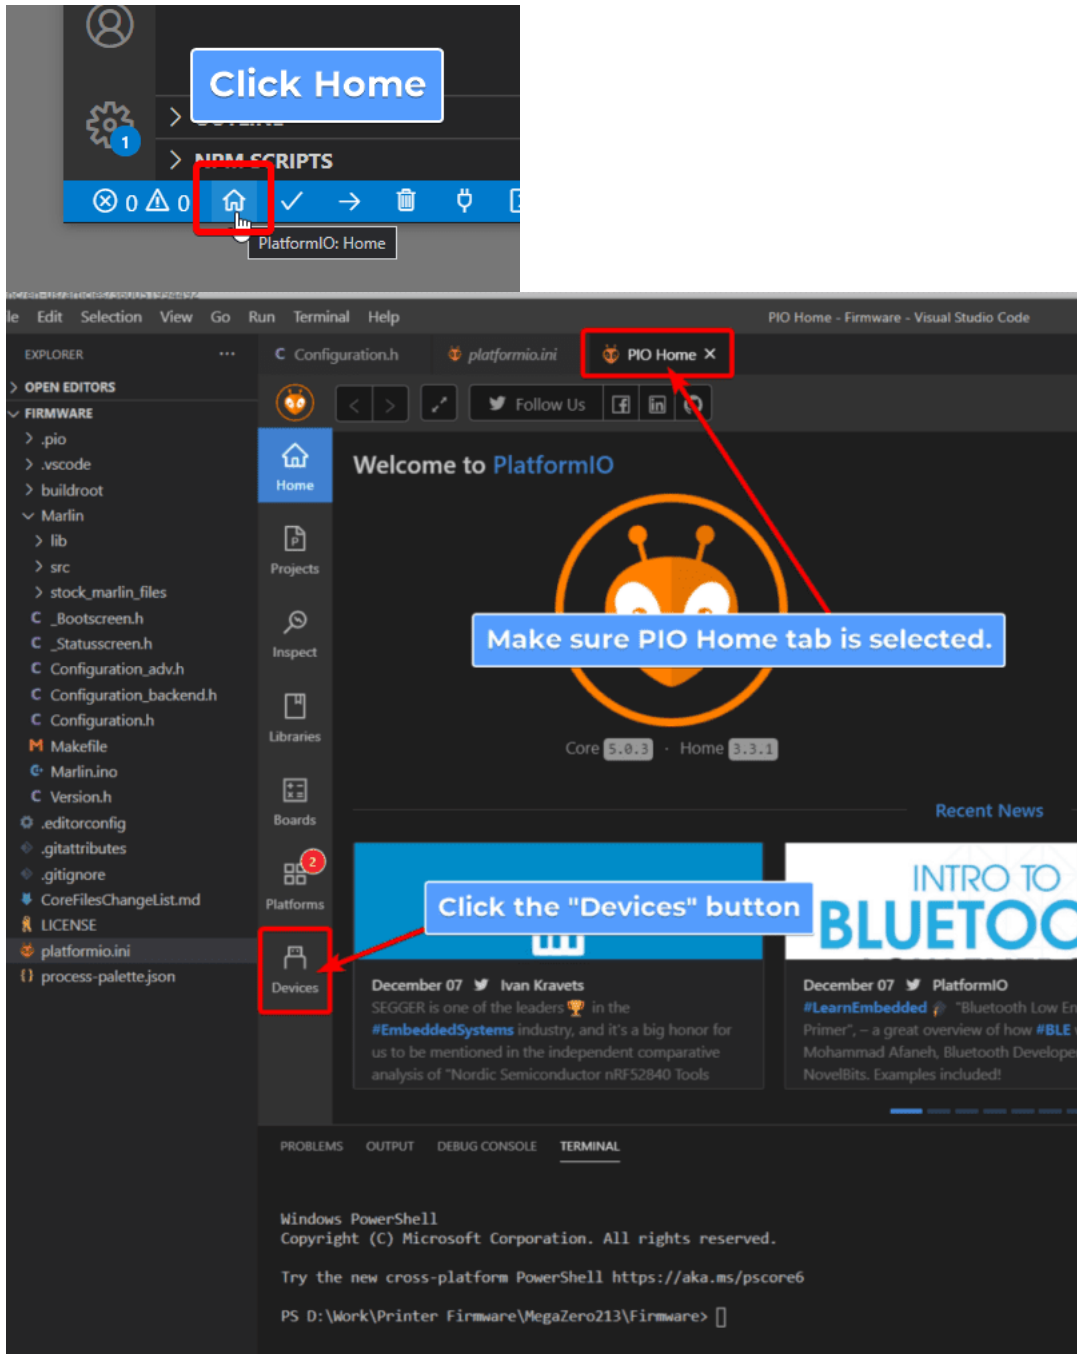 Click Home
OUTLINE
NPM SCRIPTS
1
0 0
PlatformIO: Home
Edit Selection View Go Run Terminal Help
PIO Home - Firmware - Visual Studio Code
EXPLORER ...
Configuration.h
platformio.ini
PIO Home
OPEN EDITORS
FIRMWARE
.pio
.vscode
buildroot
Marlin
lib
src
stock_marlin_files
C _Bootscreen.h
C _Statusscreen.h
C Configuration_adv.h
C Configuration_backend.h
C Configuration.h
M Makefile
Marlin.ino
C Version.h
.editorconfig
.gitattributes
.gitignore
CoreFilesChangeList.md
LICENSE
platformio.ini
process-palette.json
Follow Us
Home
Projects
Inspect
Libraries
Boards
2
Platforms
Devices
Welcome to PlatformIO
Make sure PIO Home tab is selected.
Core 5.0.3 · Home 3.3.1
Recent News
Click the "Devices" button
December 07 Ivan Kravets
SEGGER is one of the leaders 🏆 in the
#EmbeddedSystems industry, and it's a big honor for
us to be mentioned in the independent comparative
analysis of "Nordic Semiconductor nRF52840 Tools
INTRO TO
BLUETOO
December 07 PlatformIO
#LearnEmbedded "Bluetooth Low En
Primer", – a great overview of how #BLE
Mohammad Afaneh, Bluetooth Develope
NovelBits. Examples included!
PROBLEMS OUTPUT DEBUG CONSOLE TERMINAL
Windows PowerShell
Copyright (C) Microsoft Corporation. All rights reserved.
Try the new cross-platform PowerShell https://aka.ms/pscore6
PS D:\Work\Printer Firmware\MegaZero213\Firmware>